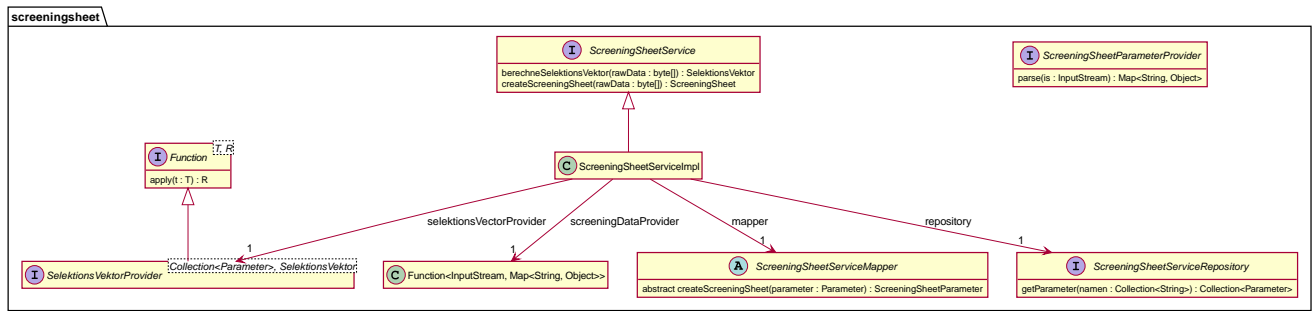 screeningsheet
I ScreeningSheetService
berechneSelektionsVektor(rawData : byte[]) : SelektionsVektor
createScreeningSheet(rawData : byte[]) : ScreeningSheet
I ScreeningSheetParameterProvider
parse(is : InputStream) : Map<String, Object>
I Function
T, R
apply(t : T) : R
C ScreeningSheetServiceImpl
selektionsVectorProvider
screeningDataProvider
mapper
repository
1
1
1
1
I SelektionsVektorProvider
Collection<Parameter>, SelektionsVektor
C Function<InputStream, Map<String, Object>>
A ScreeningSheetServiceMapper
abstract createScreeningSheet(parameter : Parameter) : ScreeningSheetParameter
I ScreeningSheetServiceRepository
getParameter(namen : Collection<String>) : Collection<Parameter>